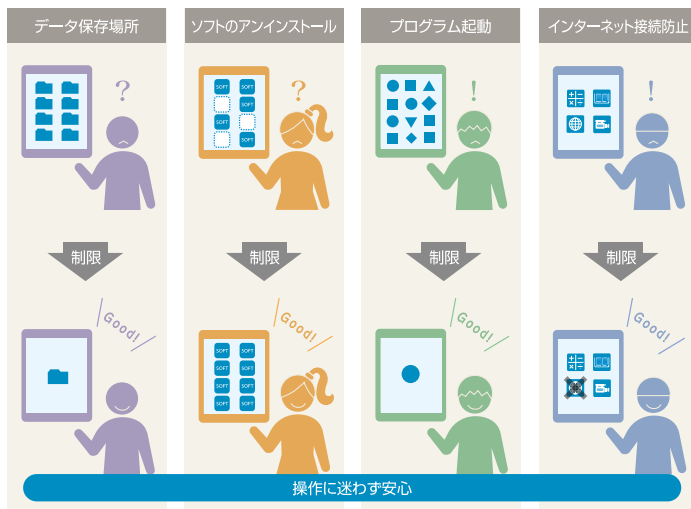 データ保存場所
ソフトのアンインストール
プログラム起動
インターネット接続防止
?
?
!
!
SOFT SOFT
SOFT
SOFT
SOFT
制限
制限
制限
制限
Good!
Good!
Good!
Good!
SOFT SOFT
SOFT SOFT
SOFT SOFT
SOFT SOFT
操作に迷わず安心